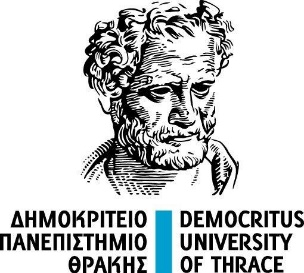 ΔΗΜΟΚΡΙΤΕΙΟ
ΠΑΝΕΠΙΣΤΗΜΙΟ
ΘΡΑΚΗΣ
DEMOCRITUS
UNIVERSITY
OF THRACE